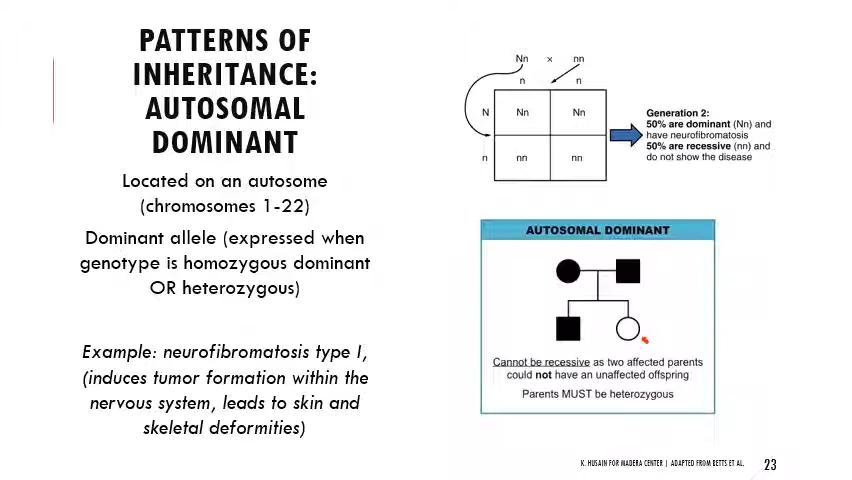 PATTERNS OF
INHERITANCE:
AUTOSOMAL
DOMINANT
Located on an autosome
(chromosomes 1-22)
Dominant allele (expressed when
genotype is homozygous dominant
OR heterozygous)
Example: neurofibromatosis type I,
(induces tumor formation within the
nervous system, leads to skin and
skeletal deformities)
Nn × nn
n n
N Nn Nn
n nn nn
Generation 2:
50% are dominant (Nn) and
have neurofibromatosis
50% are recessive (nn) and
do not show the disease
AUTOSOMAL DOMINANT
Cannot be recessive as two affected parents
could not have an unaffected offspring
Parents MUST be heterozygous
K. HUSAIN FOR MADERA CENTER | ADAPTED FROM BETTS ET AL. 23